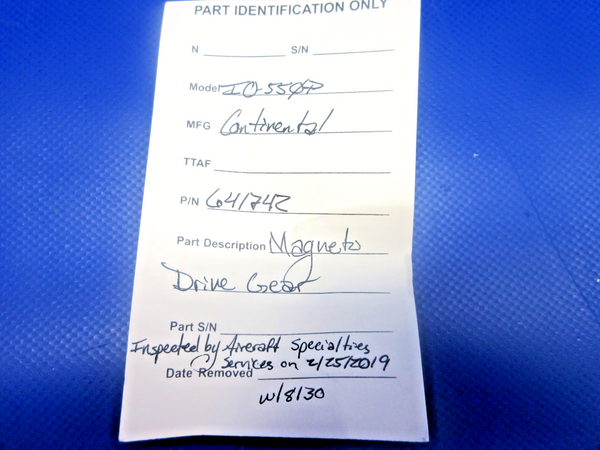 PART IDENTIFICATION ONLY
N S/N
Model IO-550P
MFG Continental
TTAF
P/N 641742
Part Description Magneto
Drive Gear
Part S/N
Inspected by Aircraft Specialties
Services on 2/25/2019
Date Removed
w/8130